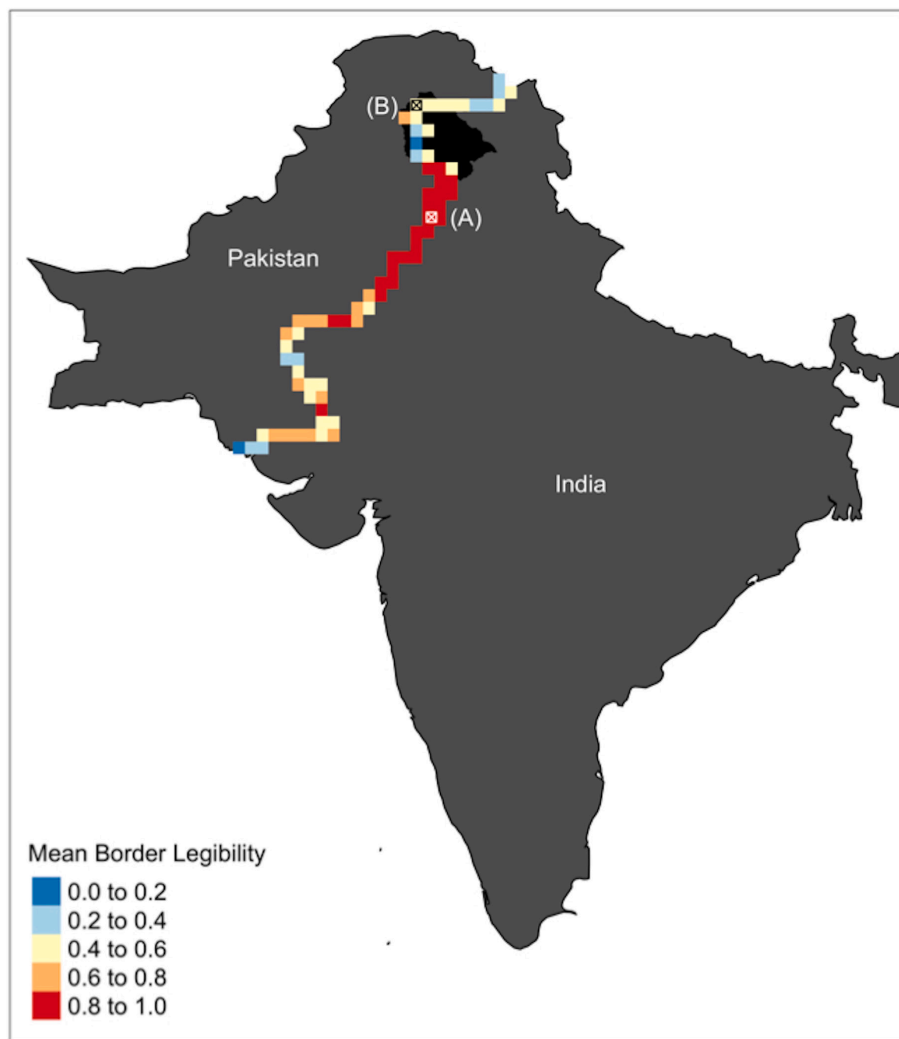 (B)
(A)
Pakistan
India
Mean Border Legibility
0.0 to 0.2
0.2 to 0.4
0.4 to 0.6
0.6 to 0.8
0.8 to 1.0